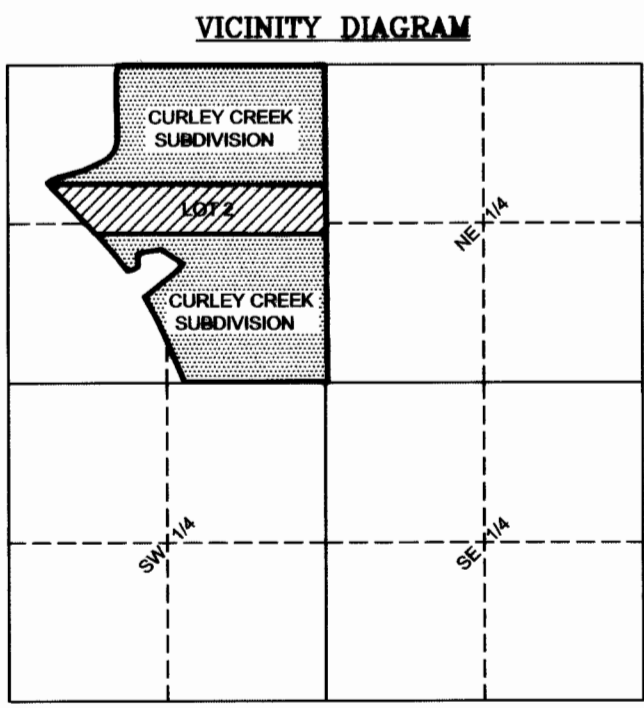 VICINITY DIAGRAM
CURLEY CREEK
SUBDIVISION
LOT 2
NE 1/4
CURLEY CREEK
SUBDIVISION
SW 1/4
SE 1/4